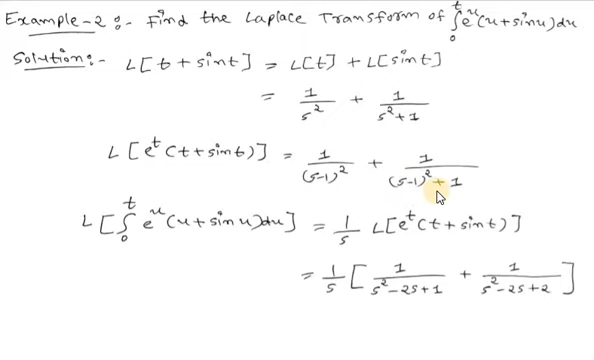 Example-2 :- Find the Laplace Transform of ∫₀ᵗ eᵘ(u+sinu)du
Solution:- L[t + sint] = L[t] + L[sint]
= 1/s² + 1/(s²+1)
L[eᵗ(t+sint)] = 1/(s-1)² + 1/((s-1)²+1)
L[∫₀ᵗ eᵘ(u+sinu)du] = 1/s L[eᵗ(t+sint)]
= 1/s [1/(s²-2s+1) + 1/(s²-2s+2)]